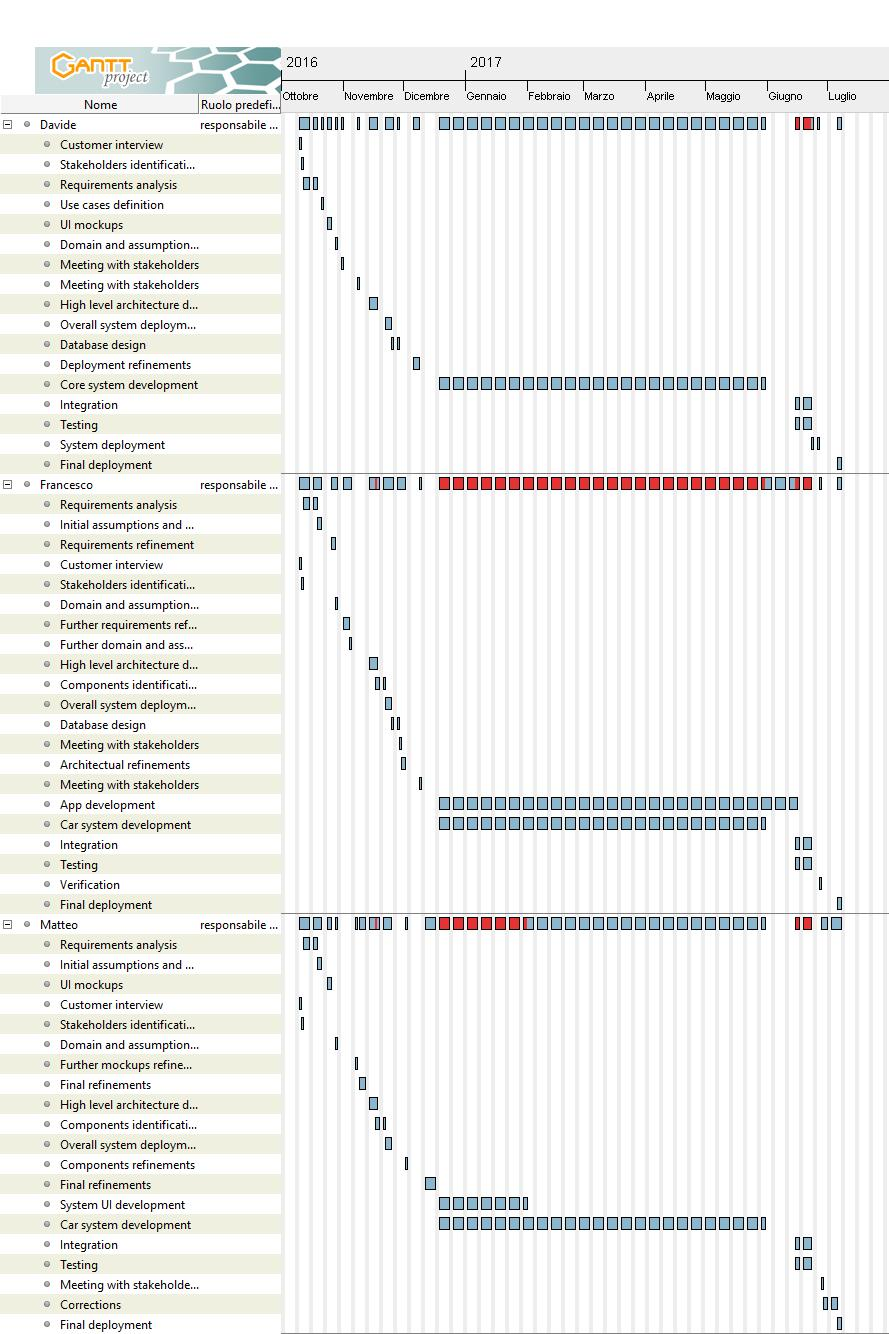 GANTT
project
2016
2017
Nome
Ruolo predefi...
Ottobre
Novembre
Dicembre
Gennaio
Febbraio
Marzo
Aprile
Maggio
Giugno
Luglio
Davide responsabile ...
Customer interview
Stakeholders identificati...
Requirements analysis
Use cases definition
UI mockups
Domain and assumption...
Meeting with stakeholders
Meeting with stakeholders
High level architecture d...
Overall system deploym...
Database design
Deployment refinements
Core system development
Integration
Testing
System deployment
Final deployment
Francesco responsabile ...
Requirements analysis
Initial assumptions and ...
Requirements refinement
Customer interview
Stakeholders identificati...
Domain and assumption...
Further requirements ref...
Further domain and ass...
High level architecture d...
Components identificati...
Overall system deploym...
Database design
Meeting with stakeholders
Architectual refinements
Meeting with stakeholders
App development
Car system development
Integration
Testing
Verification
Final deployment
Matteo responsabile ...
Requirements analysis
Initial assumptions and ...
UI mockups
Customer interview
Stakeholders identificati...
Domain and assumption...
Further mockups refine...
Final refinements
High level architecture d...
Components identificati...
Overall system deploym...
Components refinements
Final refinements
System UI development
Car system development
Integration
Testing
Meeting with stakeholde...
Corrections
Final deployment